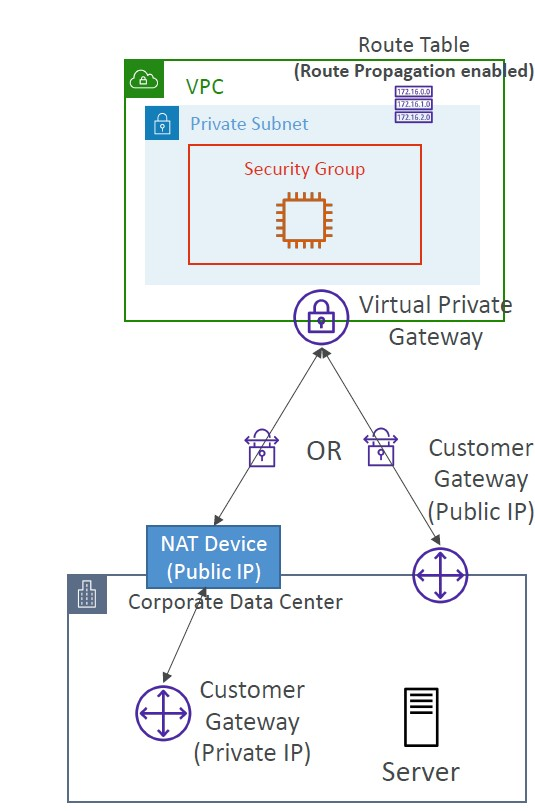 Route Table
(Route Propagation enabled)
VPC
172.16.0.0
172.16.1.0
172.16.2.0
Private Subnet
Security Group
Virtual Private
Gateway
OR
Customer
Gateway
(Public IP)
NAT Device
(Public IP)
Corporate Data Center
Customer
Gateway
(Private IP)
Server